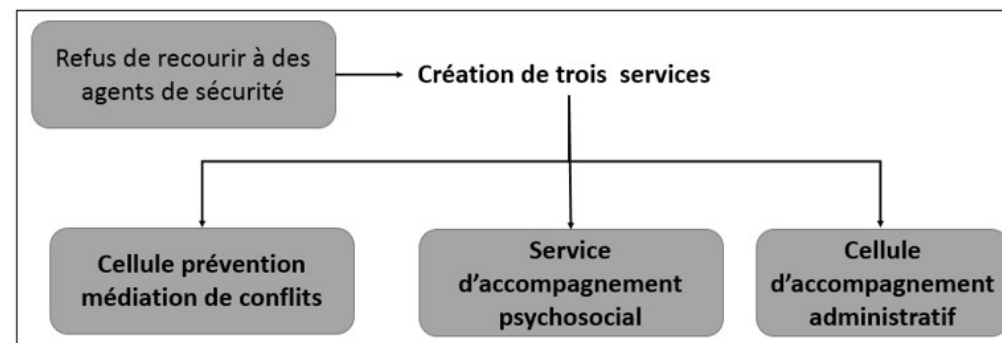 Refus de recourir à des
agents de sécurité
Création de trois services
Cellule prévention
médiation de conflits
Service
d'accompagnement
psychosocial
Cellule
d'accompagnement
administratif